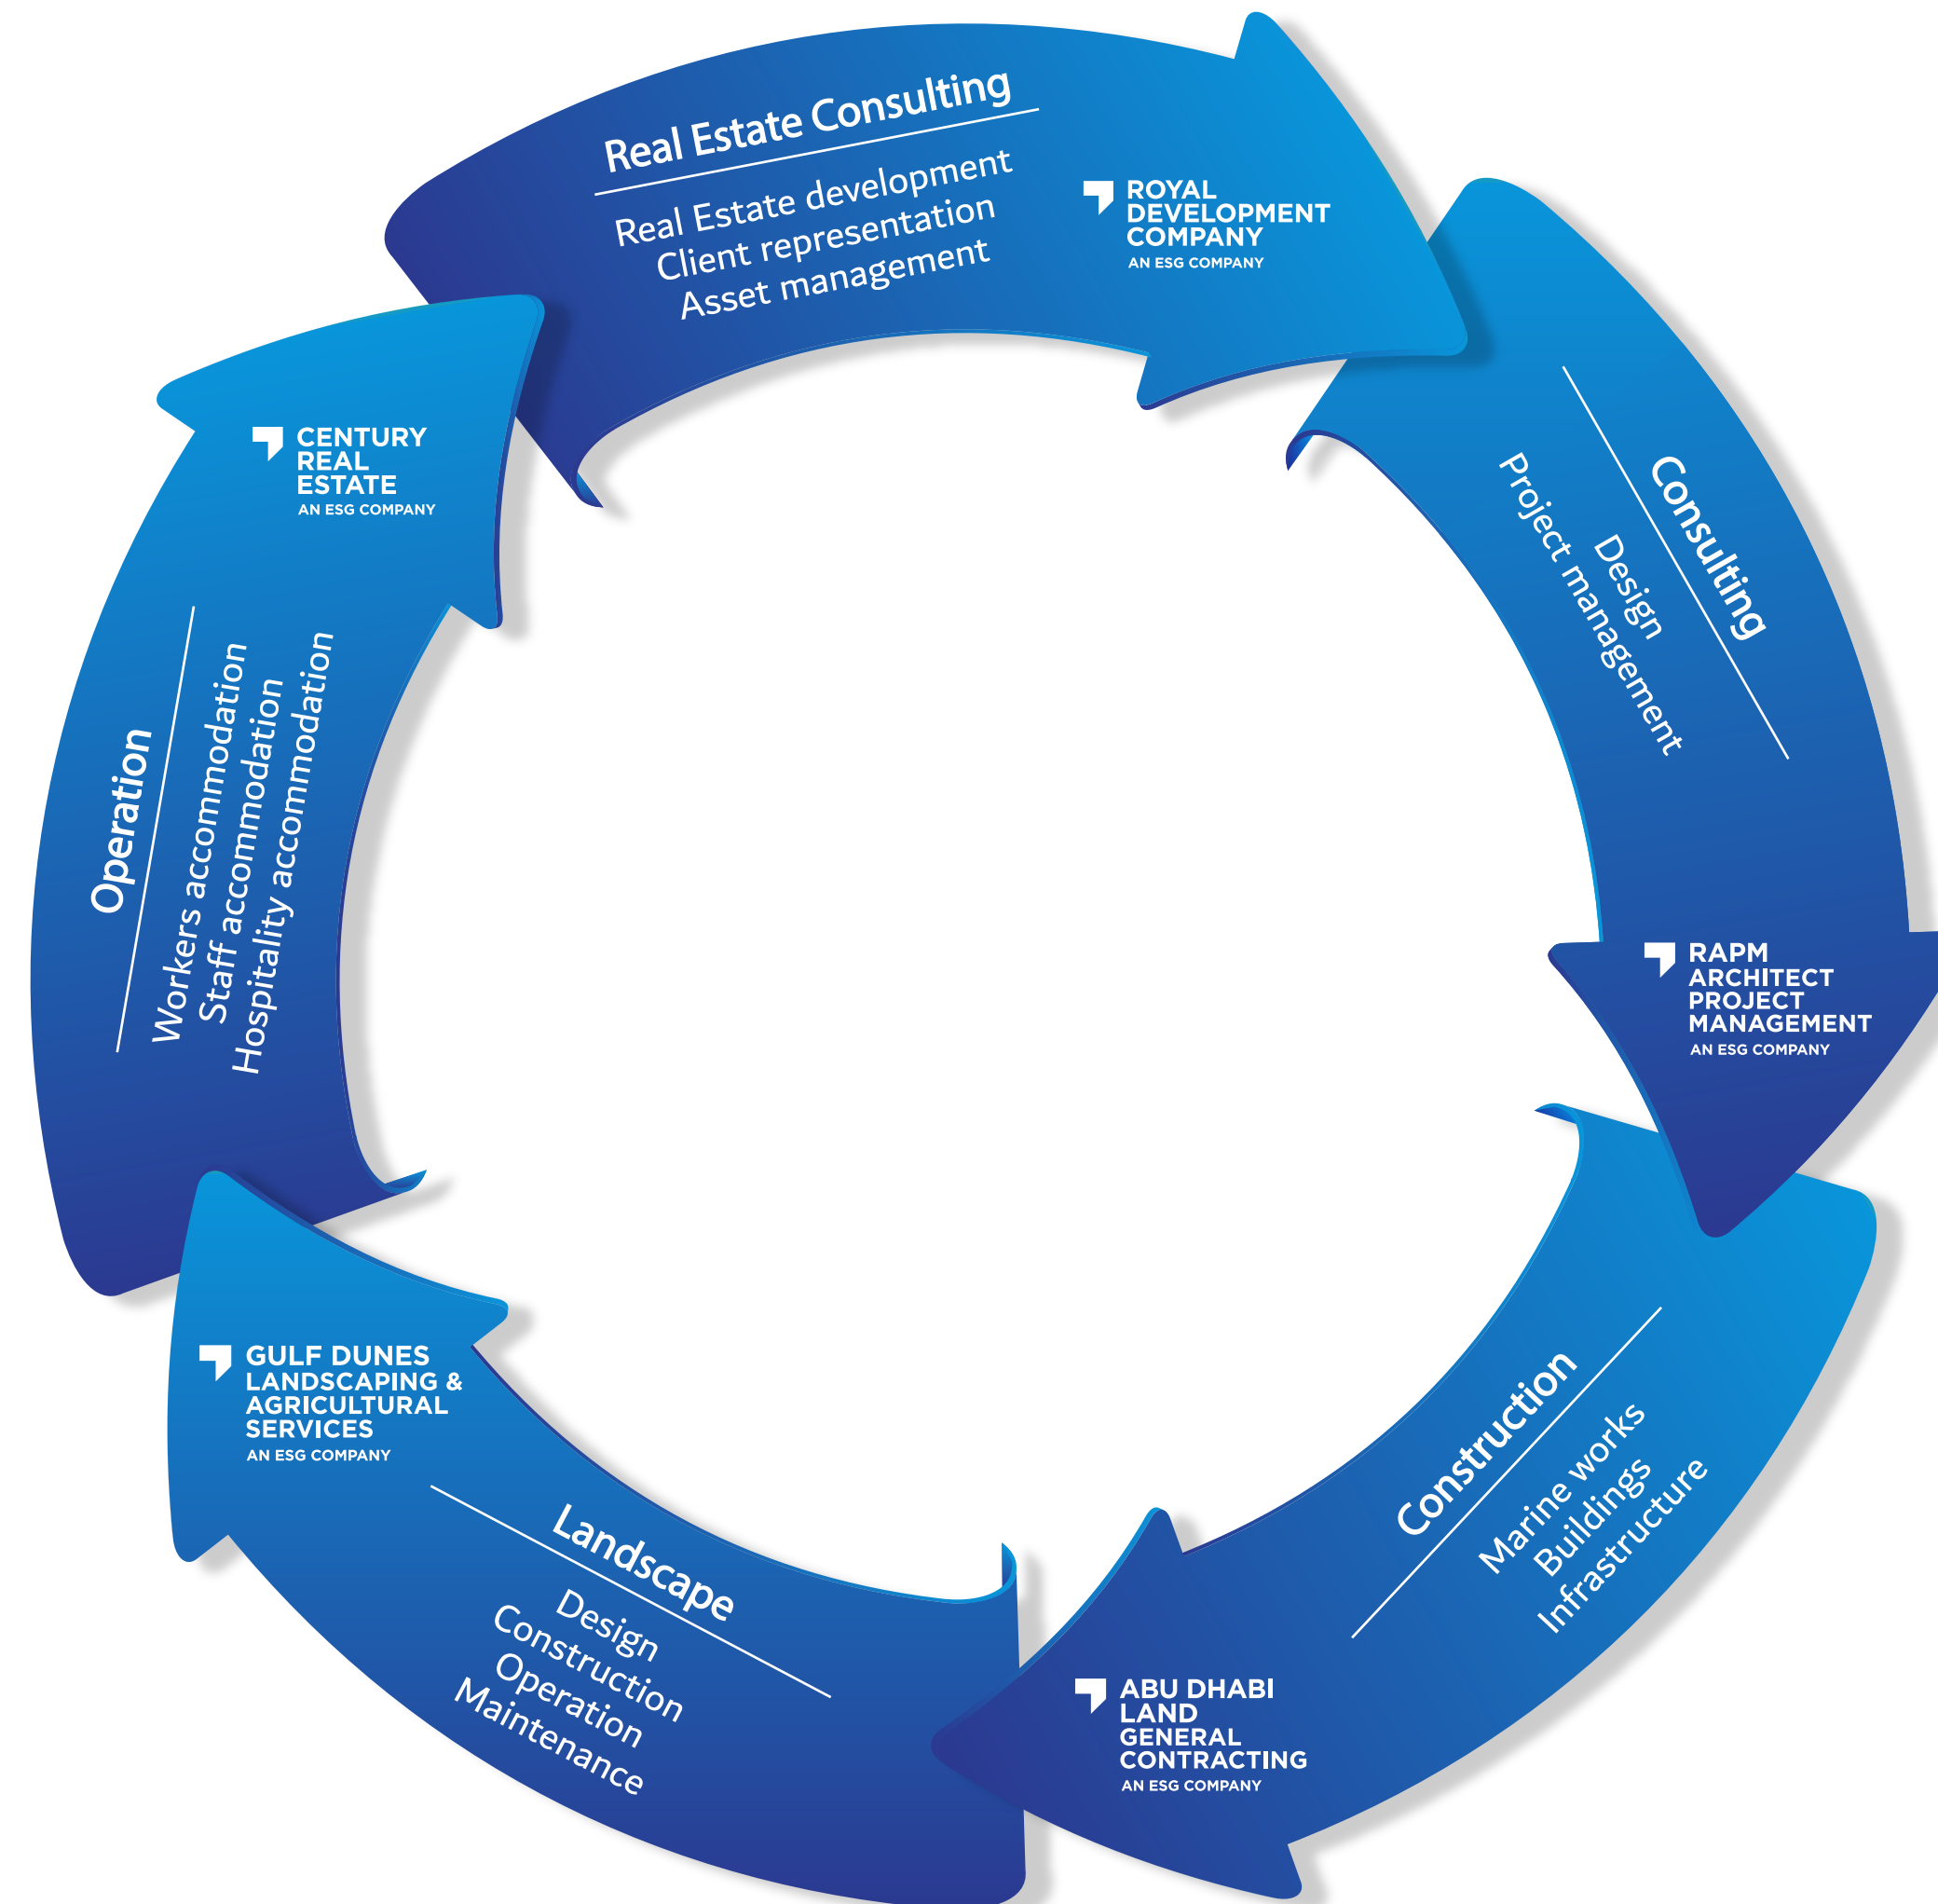 Real Estate Consulting
Real Estate development
Client representation
Asset management
ROYAL
DEVELOPMENT
COMPANY
AN ESG COMPANY
Consulting
Design
Project management
RAPM
ARCHITECT
PROJECT
MANAGEMENT
AN ESG COMPANY
Construction
Marine works
Buildings
Infrastructure
ABU DHABI
LAND
GENERAL
CONTRACTING
AN ESG COMPANY
Landscape
Design
Construction
Operation
Maintenance
GULF DUNES
LANDSCAPING &
AGRICULTURAL
SERVICES
AN ESG COMPANY
Operation
Workers accommodation
Staff accommodation
Hospitality accommodation
CENTURY
REAL
ESTATE
AN ESG COMPANY